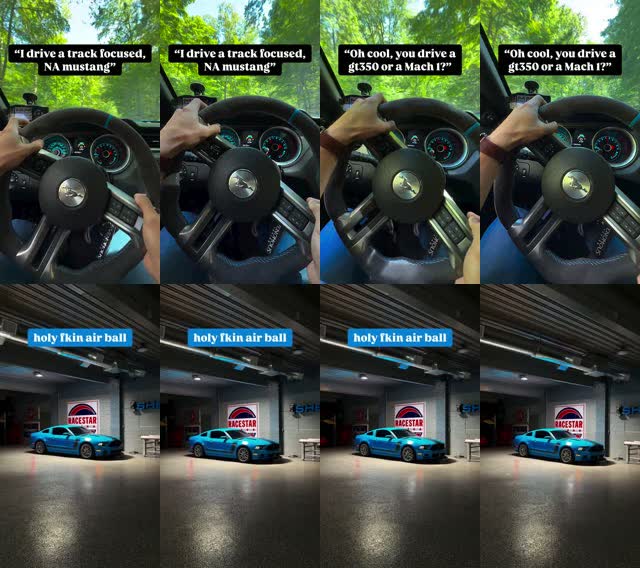 “I drive a track focused,
NA mustang”
“I drive a track focused,
NA mustang”
“Oh cool, you drive a
gt350 or a Mach 1?”
“Oh cool, you drive a
gt350 or a Mach 1?”
holy fkin air ball
holy fkin air ball
holy fkin air ball
RACESTAR
RACESTAR
RACESTAR
RACESTAR